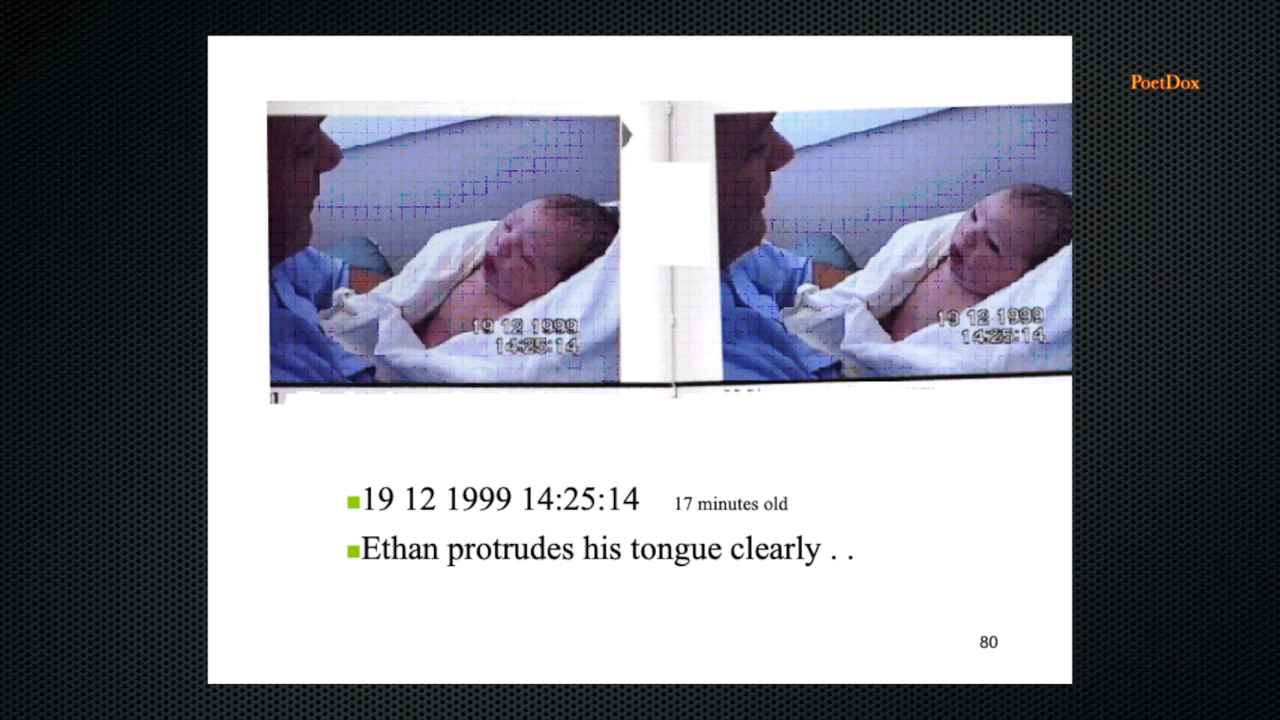 PoetDox
19 12 1999
14:25:14
19 12 1999
14:25:14
19 12 1999 14:25:14 17 minutes old
Ethan protrudes his tongue clearly . .
80